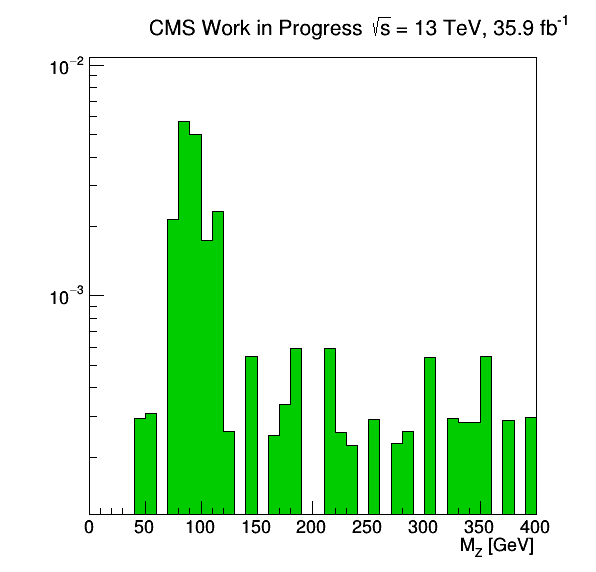 CMS Work in Progress √s = 13 TeV, 35.9 fb⁻¹
10⁻²
10⁻³
0 50 100 150 200 250 300 350 400
M_Z [GeV]